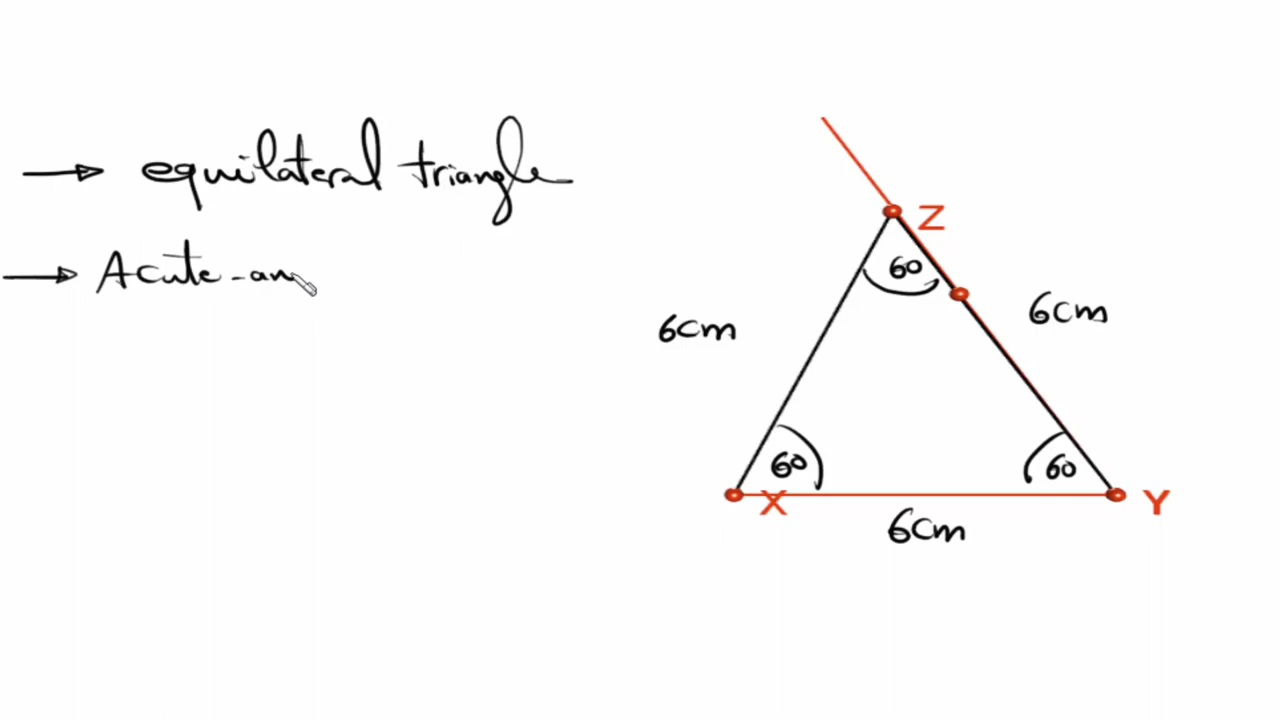 → equilateral triangle
→ Acute-an
Z
60
6cm
6cm
60
60
X
Y
6cm